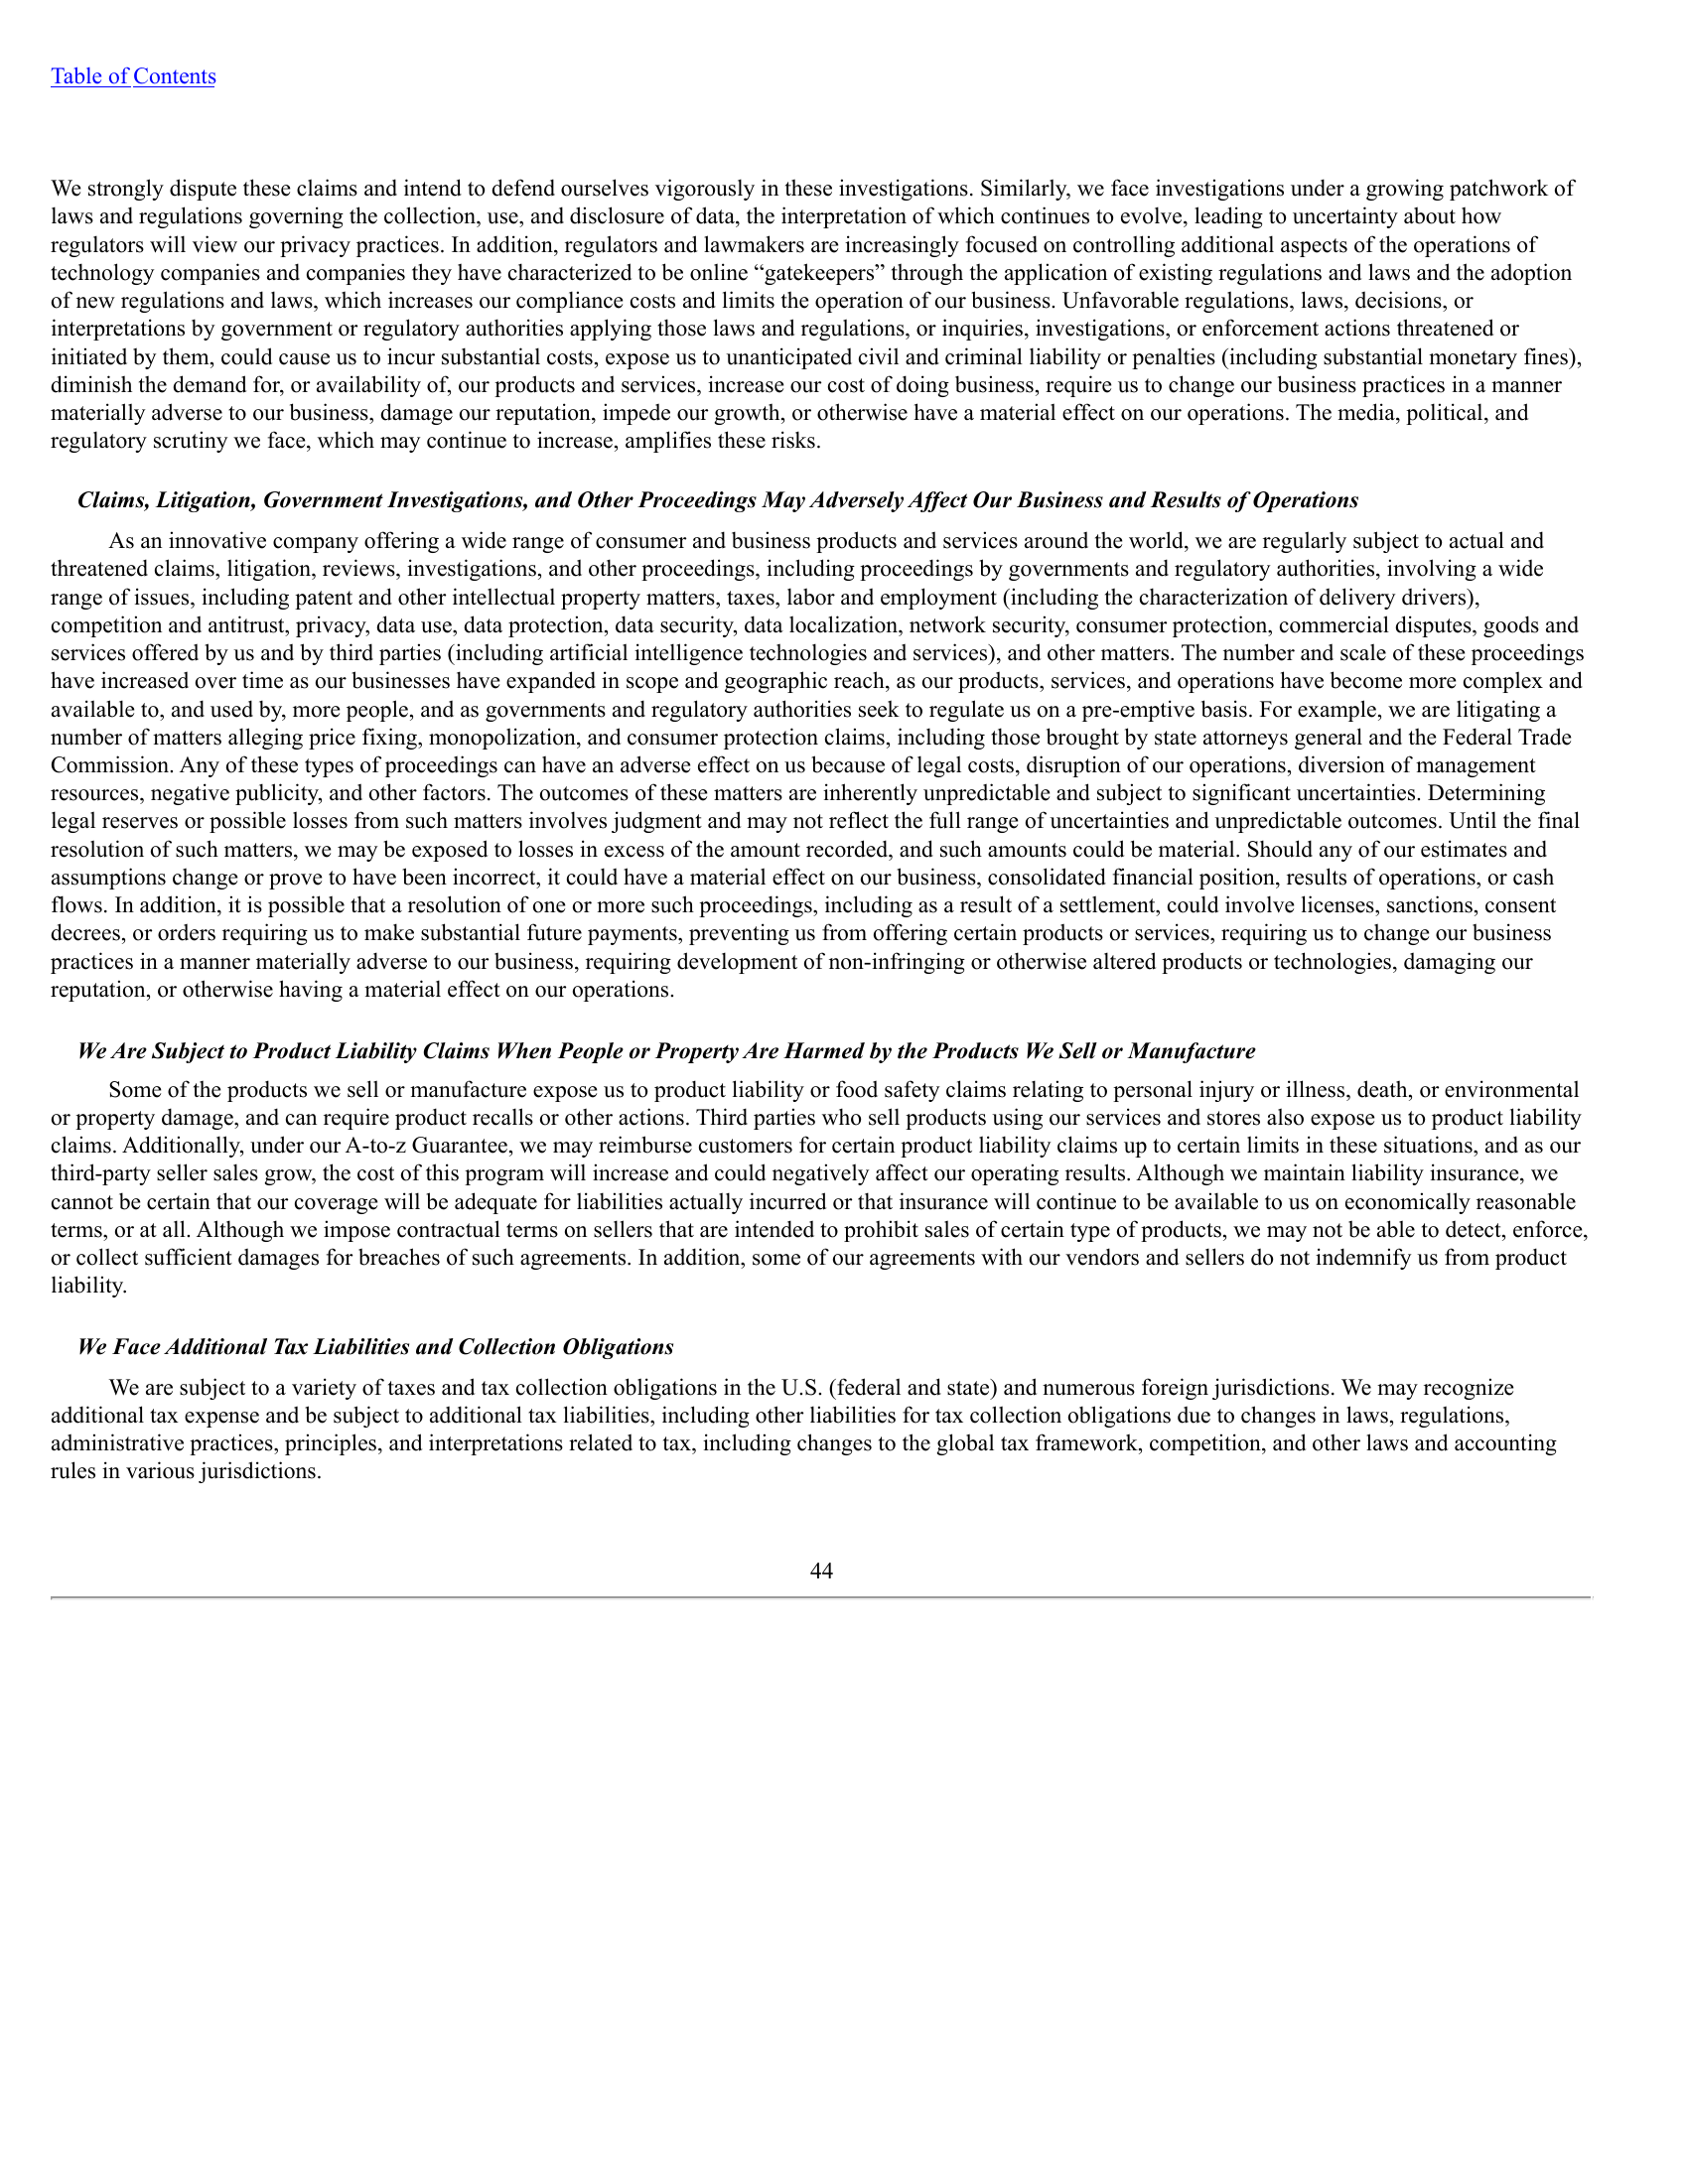 Table of Contents
We strongly dispute these claims and intend to defend ourselves vigorously in these investigations. Similarly, we face investigations under a growing patchwork of
laws and regulations governing the collection, use, and disclosure of data, the interpretation of which continues to evolve, leading to uncertainty about how
regulators will view our privacy practices. In addition, regulators and lawmakers are increasingly focused on controlling additional aspects of the operations of
technology companies and companies they have characterized to be online “gatekeepers” through the application of existing regulations and laws and the adoption
of new regulations and laws, which increases our compliance costs and limits the operation of our business. Unfavorable regulations, laws, decisions, or
interpretations by government or regulatory authorities applying those laws and regulations, or inquiries, investigations, or enforcement actions threatened or
initiated by them, could cause us to incur substantial costs, expose us to unanticipated civil and criminal liability or penalties (including substantial monetary fines),
diminish the demand for, or availability of, our products and services, increase our cost of doing business, require us to change our business practices in a manner
materially adverse to our business, damage our reputation, impede our growth, or otherwise have a material effect on our operations. The media, political, and
regulatory scrutiny we face, which may continue to increase, amplifies these risks.
Claims, Litigation, Government Investigations, and Other Proceedings May Adversely Affect Our Business and Results of Operations
As an innovative company offering a wide range of consumer and business products and services around the world, we are regularly subject to actual and
threatened claims, litigation, reviews, investigations, and other proceedings, including proceedings by governments and regulatory authorities, involving a wide
range of issues, including patent and other intellectual property matters, taxes, labor and employment (including the characterization of delivery drivers),
competition and antitrust, privacy, data use, data protection, data security, data localization, network security, consumer protection, commercial disputes, goods and
services offered by us and by third parties (including artificial intelligence technologies and services), and other matters. The number and scale of these proceedings
have increased over time as our businesses have expanded in scope and geographic reach, as our products, services, and operations have become more complex and
available to, and used by, more people, and as governments and regulatory authorities seek to regulate us on a pre-emptive basis. For example, we are litigating a
number of matters alleging price fixing, monopolization, and consumer protection claims, including those brought by state attorneys general and the Federal Trade
Commission. Any of these types of proceedings can have an adverse effect on us because of legal costs, disruption of our operations, diversion of management
resources, negative publicity, and other factors. The outcomes of these matters are inherently unpredictable and subject to significant uncertainties. Determining
legal reserves or possible losses from such matters involves judgment and may not reflect the full range of uncertainties and unpredictable outcomes. Until the final
resolution of such matters, we may be exposed to losses in excess of the amount recorded, and such amounts could be material. Should any of our estimates and
assumptions change or prove to have been incorrect, it could have a material effect on our business, consolidated financial position, results of operations, or cash
flows. In addition, it is possible that a resolution of one or more such proceedings, including as a result of a settlement, could involve licenses, sanctions, consent
decrees, or orders requiring us to make substantial future payments, preventing us from offering certain products or services, requiring us to change our business
practices in a manner materially adverse to our business, requiring development of non-infringing or otherwise altered products or technologies, damaging our
reputation, or otherwise having a material effect on our operations.
We Are Subject to Product Liability Claims When People or Property Are Harmed by the Products We Sell or Manufacture
Some of the products we sell or manufacture expose us to product liability or food safety claims relating to personal injury or illness, death, or environmental
or property damage, and can require product recalls or other actions. Third parties who sell products using our services and stores also expose us to product liability
claims. Additionally, under our A-to-z Guarantee, we may reimburse customers for certain product liability claims up to certain limits in these situations, and as our
third-party seller sales grow, the cost of this program will increase and could negatively affect our operating results. Although we maintain liability insurance, we
cannot be certain that our coverage will be adequate for liabilities actually incurred or that insurance will continue to be available to us on economically reasonable
terms, or at all. Although we impose contractual terms on sellers that are intended to prohibit sales of certain type of products, we may not be able to detect, enforce,
or collect sufficient damages for breaches of such agreements. In addition, some of our agreements with our vendors and sellers do not indemnify us from product
liability.
We Face Additional Tax Liabilities and Collection Obligations
We are subject to a variety of taxes and tax collection obligations in the U.S. (federal and state) and numerous foreign jurisdictions. We may recognize
additional tax expense and be subject to additional tax liabilities, including other liabilities for tax collection obligations due to changes in laws, regulations,
administrative practices, principles, and interpretations related to tax, including changes to the global tax framework, competition, and other laws and accounting
rules in various jurisdictions.
44